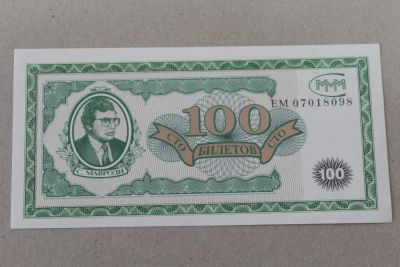 МММ
ЕМ 07018098
100
СТО БИЛЕТОВ СТО
С. МАВРОДИ
100